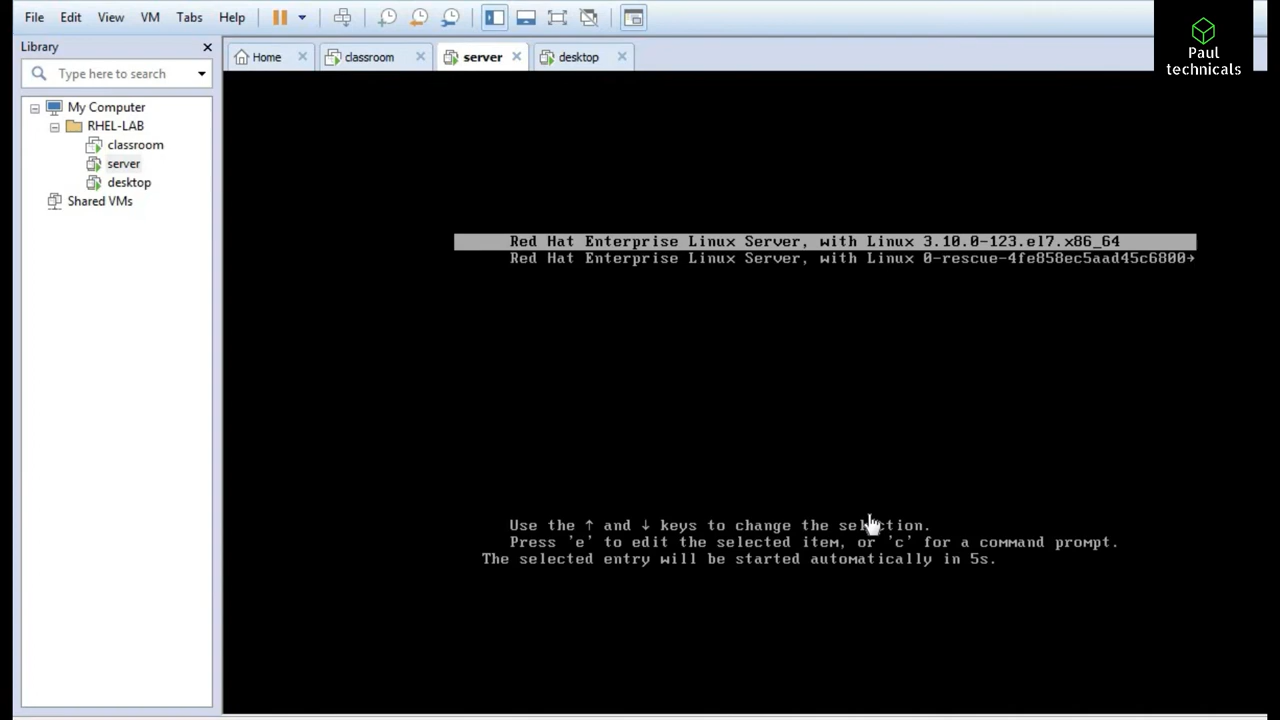 File Edit View VM Tabs Help
Paul
technicals
Library
Type here to search
Home classroom server desktop
My Computer
RHEL-LAB
classroom
server
desktop
Shared VMs
Red Hat Enterprise Linux Server, with Linux 3.10.0-123.el7.x86_64
Red Hat Enterprise Linux Server, with Linux 0-rescue-4fe858ec5aad45c6800→
Use the ↑ and ↓ keys to change the selection.
Press 'e' to edit the selected item, or 'c' for a command prompt.
The selected entry will be started automatically in 5s.